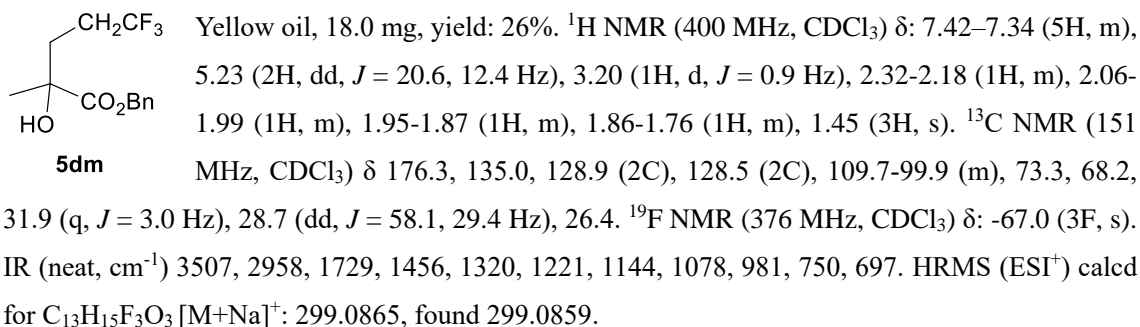 CH₂CF₃
CO₂Bn
HO
5dm
Yellow oil, 18.0 mg, yield: 26%. ¹H NMR (400 MHz, CDCl₃) δ: 7.42–7.34 (5H, m),
5.23 (2H, dd, J = 20.6, 12.4 Hz), 3.20 (1H, d, J = 0.9 Hz), 2.32-2.18 (1H, m), 2.06-
1.99 (1H, m), 1.95-1.87 (1H, m), 1.86-1.76 (1H, m), 1.45 (3H, s). ¹³C NMR (151
MHz, CDCl₃) δ 176.3, 135.0, 128.9 (2C), 128.5 (2C), 109.7-99.9 (m), 73.3, 68.2,
31.9 (q, J = 3.0 Hz), 28.7 (dd, J = 58.1, 29.4 Hz), 26.4. ¹⁹F NMR (376 MHz, CDCl₃) δ: -67.0 (3F, s).
IR (neat, cm⁻¹) 3507, 2958, 1729, 1456, 1320, 1221, 1144, 1078, 981, 750, 697. HRMS (ESI⁺) calcd
for C₁₃H₁₅F₃O₃ [M+Na]⁺: 299.0865, found 299.0859.